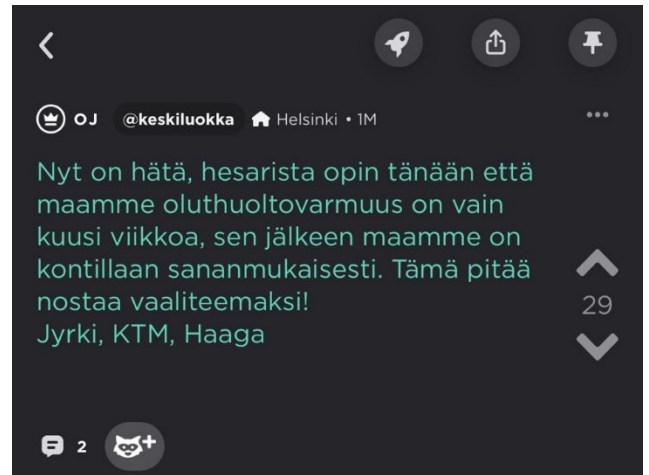 OJ @keskiluokka Helsinki • 1M
Nyt on hätä, hesarista opin tänään että
maamme oluthuoltovarmuus on vain
kuusi viikkoa, sen jälkeen maamme on
kontillaan sananmukaisesti. Tämä pitää
nostaa vaaliteemaksi!
Jyrki, KTM, Haaga
29
2